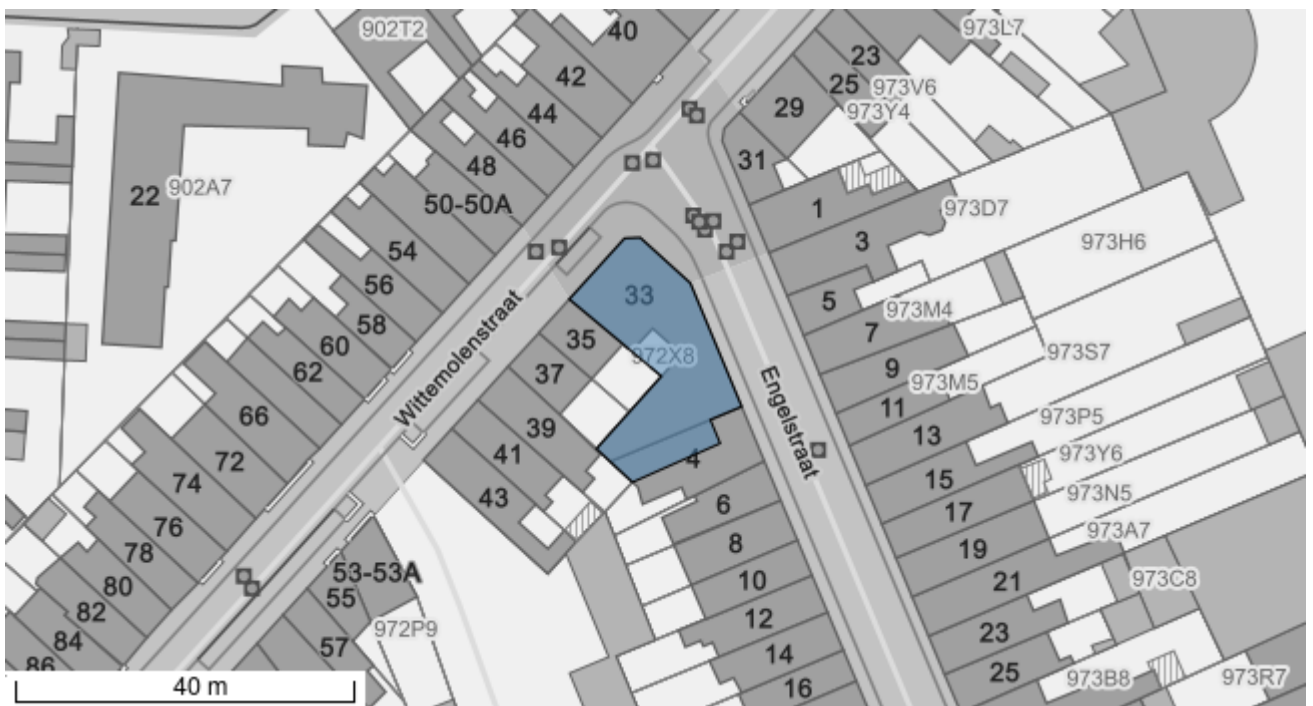 902T2
40
973L7
42
23
25
973V6
44
29
973Y4
46
48
31
22
902A7
50-50A
1
973D7
54
3
973H6
56
33
5
973M4
58
35
7
60
972X8
973S7
62
Wittemolenstraat
37
9
973M5
Engelstraat
66
39
11
973P5
72
41
13
973Y6
74
43
4
15
973N5
76
6
17
973A7
78
8
19
53-53A
80
55
10
21
973C8
82
12
972P9
84
57
23
14
86
25
973B8
973R7
40 m
16